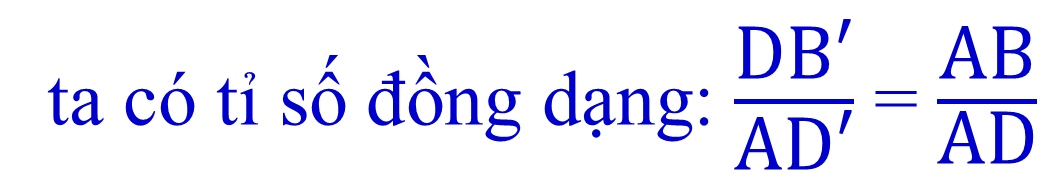 ta có tỉ số đồng dạng: DB′/AD′ = AB/AD